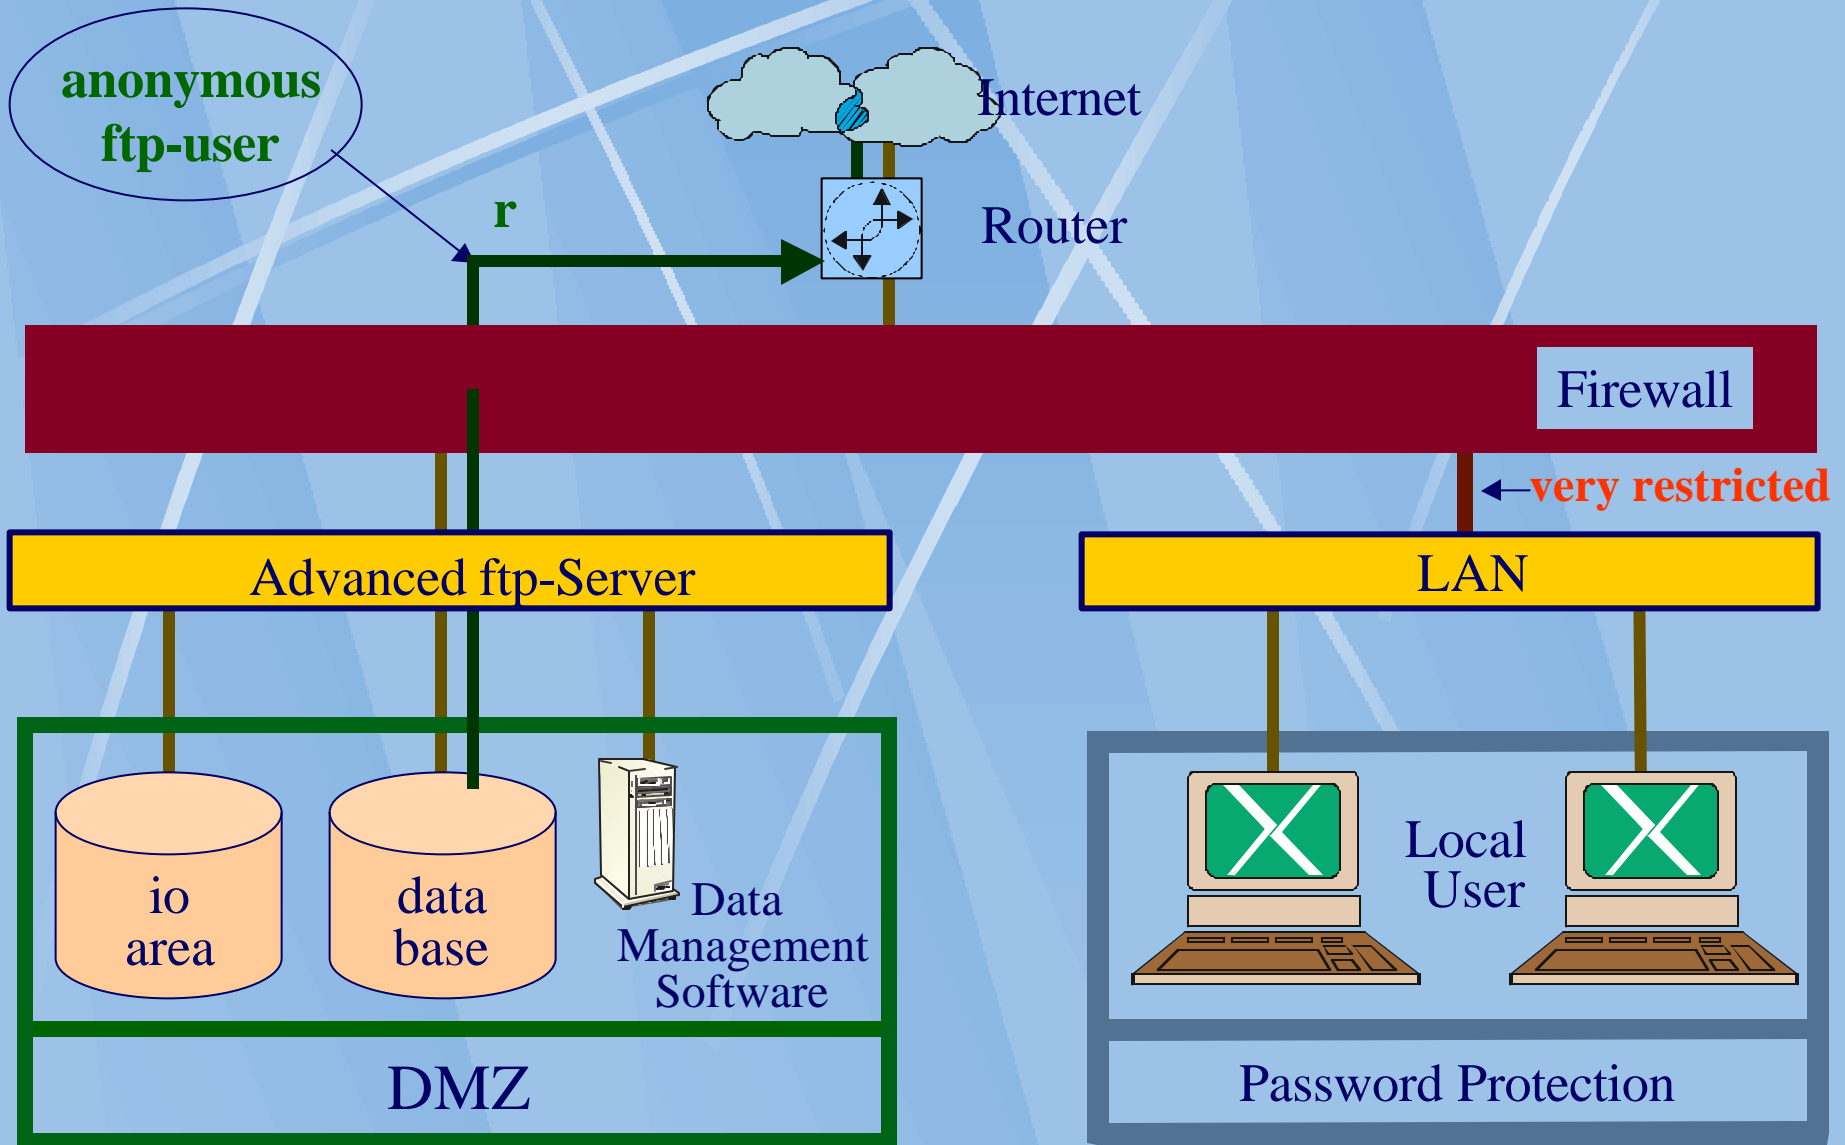 anonymous
ftp-user
Internet
r
Router
Firewall
very restricted
Advanced ftp-Server
LAN
io
area
data
base
Data
Management
Software
Local
User
DMZ
Password Protection